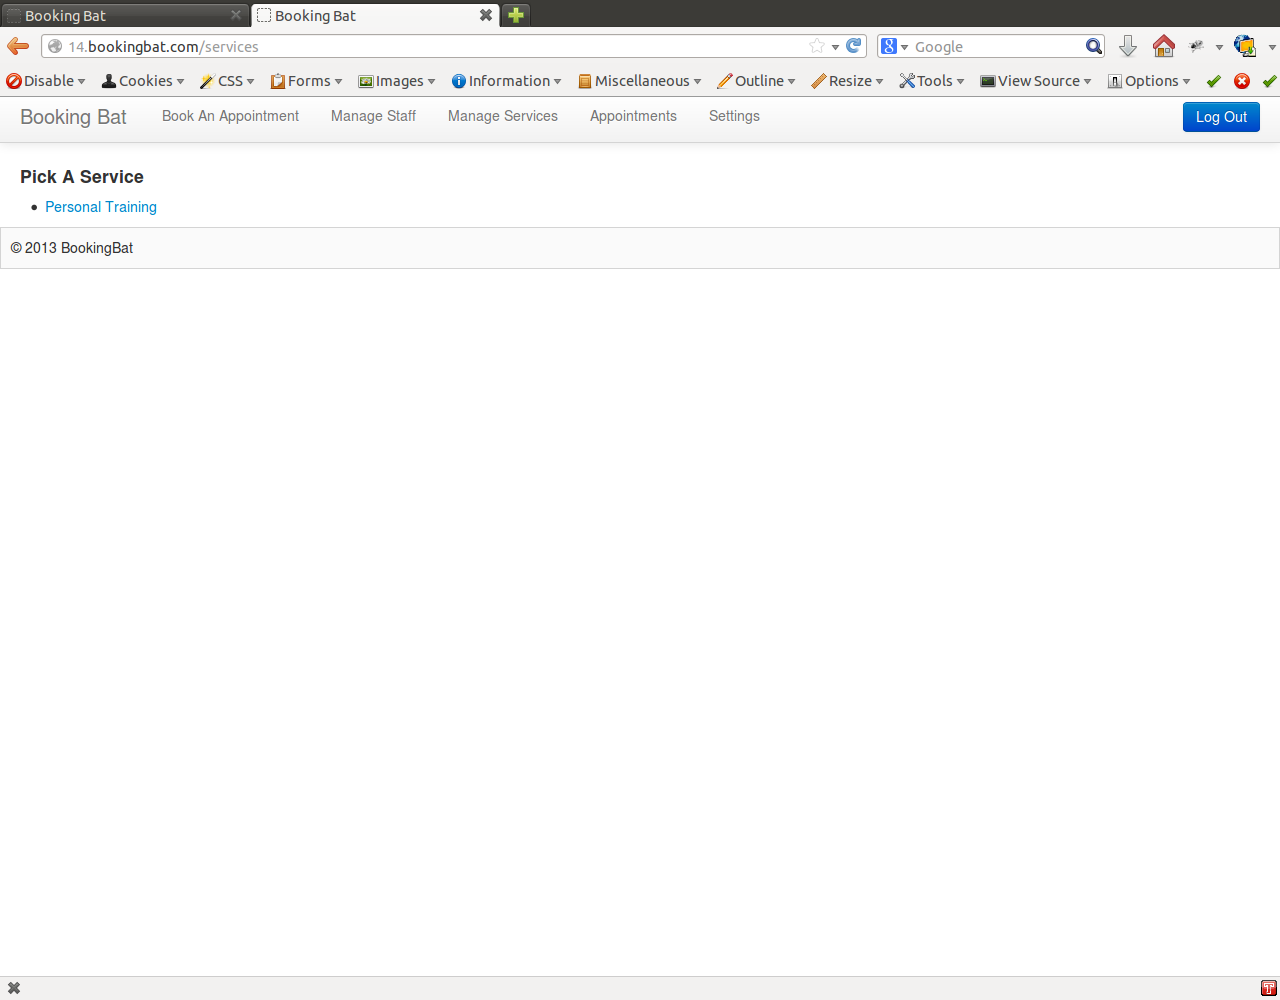 Booking Bat Booking Bat
14.bookingbat.com/services Google
Disable Cookies CSS Forms Images Information Miscellaneous Outline Resize Tools View Source Options
Booking Bat Book An Appointment Manage Staff Manage Services Appointments Settings Log Out
Pick A Service
• Personal Training
© 2013 BookingBat